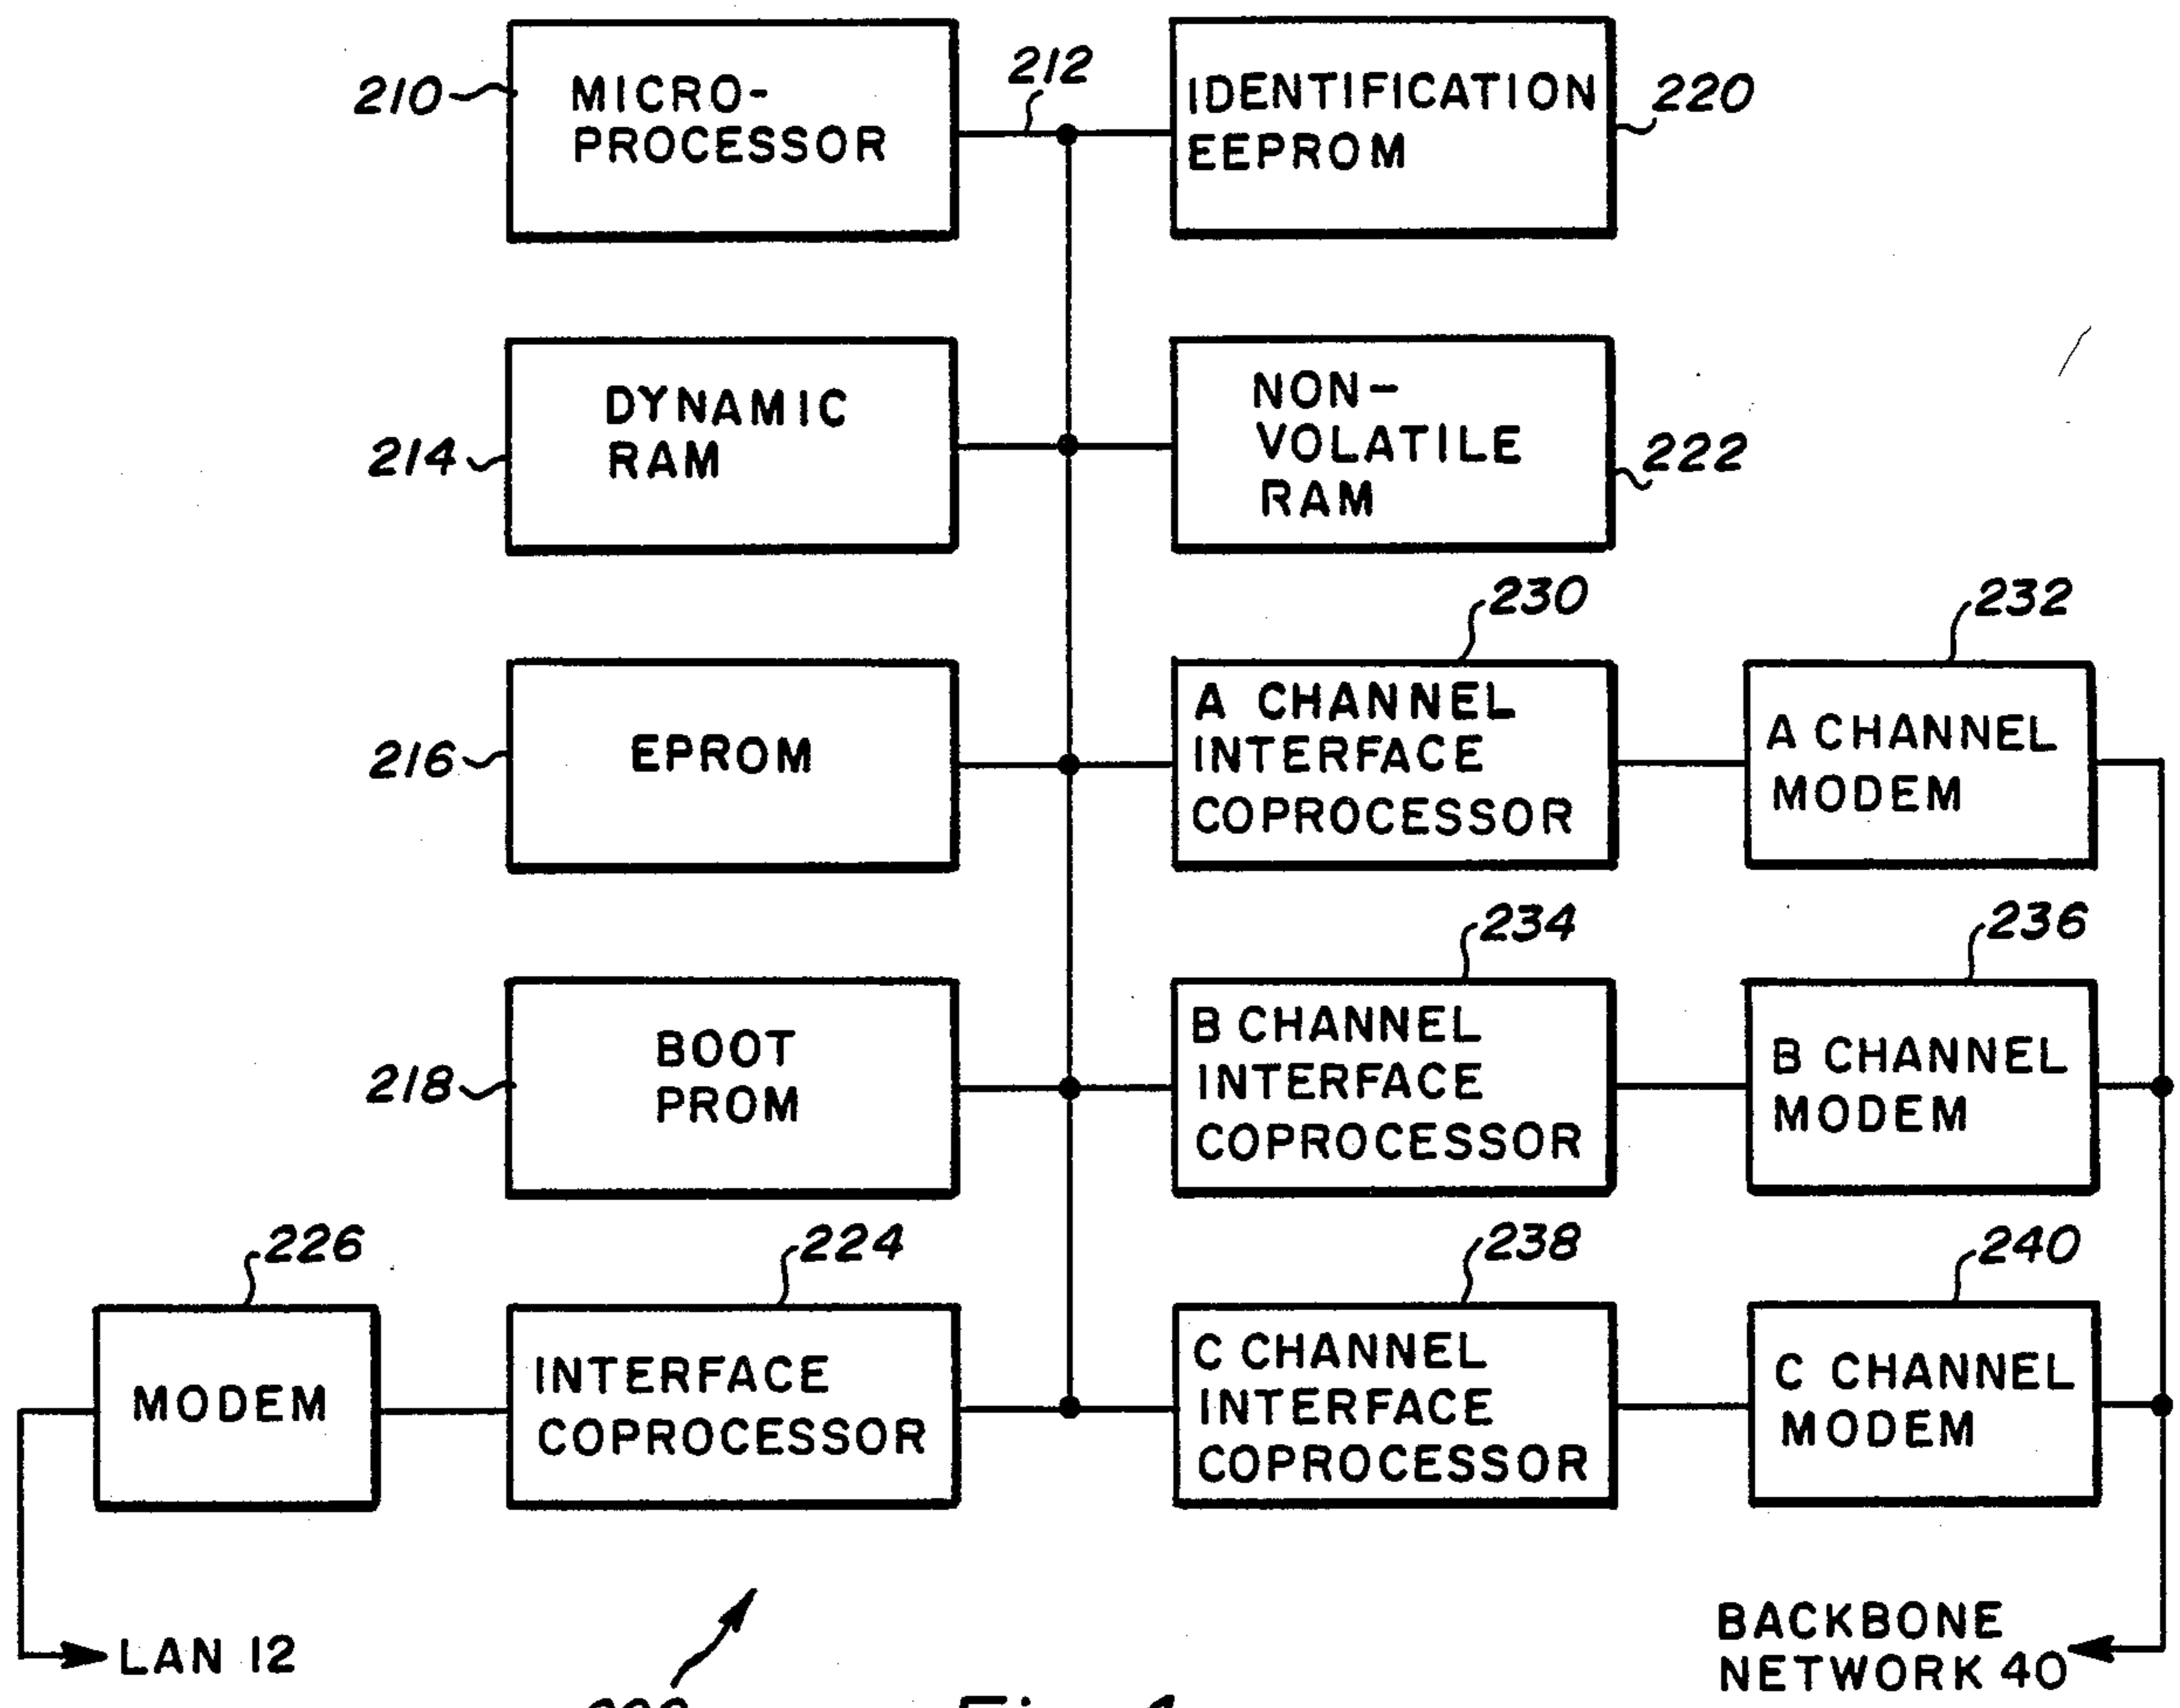 212
210
MICRO-
PROCESSOR
IDENTIFICATION
EEPROM
220
214
DYNAMIC
RAM
NON-
VOLATILE
RAM
222
230
232
216
EPROM
A CHANNEL
INTERFACE
COPROCESSOR
A CHANNEL
MODEM
234
236
218
BOOT
PROM
B CHANNEL
INTERFACE
COPROCESSOR
B CHANNEL
MODEM
226
224
238
240
MODEM
INTERFACE
COPROCESSOR
C CHANNEL
INTERFACE
COPROCESSOR
C CHANNEL
MODEM
LAN 12
BACKBONE
NETWORK 40